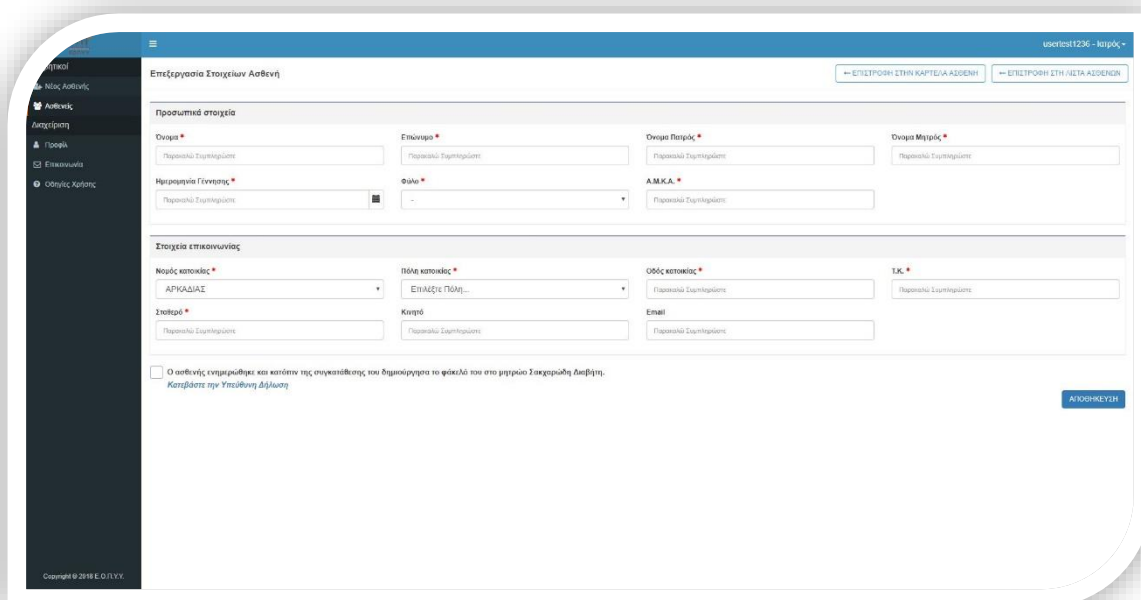 usertest1236 - Ιατρός
Νέος Ασθενής
Ασθενείς
Διαχείριση
Προφίλ
Επικοινωνία
Οδηγίες Χρήσης
Επεξεργασία Στοιχείων Ασθενή
← ΕΠΙΣΤΡΟΦΗ ΣΤΗΝ ΚΑΡΤΕΛΑ ΑΣΘΕΝΗ ← ΕΠΙΣΤΡΟΦΗ ΣΤΗ ΛΙΣΤΑ ΑΣΘΕΝΩΝ
Προσωπικά στοιχεία
Όνομα * Επώνυμο * Όνομα Πατρός * Όνομα Μητρός *
Παρακαλώ Συμπληρώστε Παρακαλώ Συμπληρώστε Παρακαλώ Συμπληρώστε Παρακαλώ Συμπληρώστε
Ημερομηνία Γέννησης * Φύλο * Α.Μ.Κ.Α. *
Παρακαλώ Συμπληρώστε - Παρακαλώ Συμπληρώστε
Στοιχεία επικοινωνίας
Νομός κατοικίας * Πόλη κατοικίας * Οδός κατοικίας * Τ.Κ. *
ΑΡΚΑΔΙΑΣ Επιλέξτε Πόλη... Παρακαλώ Συμπληρώστε Παρακαλώ Συμπληρώστε
Σταθερό * Κινητό Email
Παρακαλώ Συμπληρώστε Παρακαλώ Συμπληρώστε Παρακαλώ Συμπληρώστε
Ο ασθενής ενημερώθηκε και κατόπιν της συγκατάθεσης του δημιούργησα το φάκελό του στο μητρώο Σακχαρώδη Διαβήτη.
Κατεβάστε την Υπεύθυνη Δήλωση
ΑΠΟΘΗΚΕΥΣΗ
Copyright © 2018 Ε.Ο.Π.Υ.Υ.